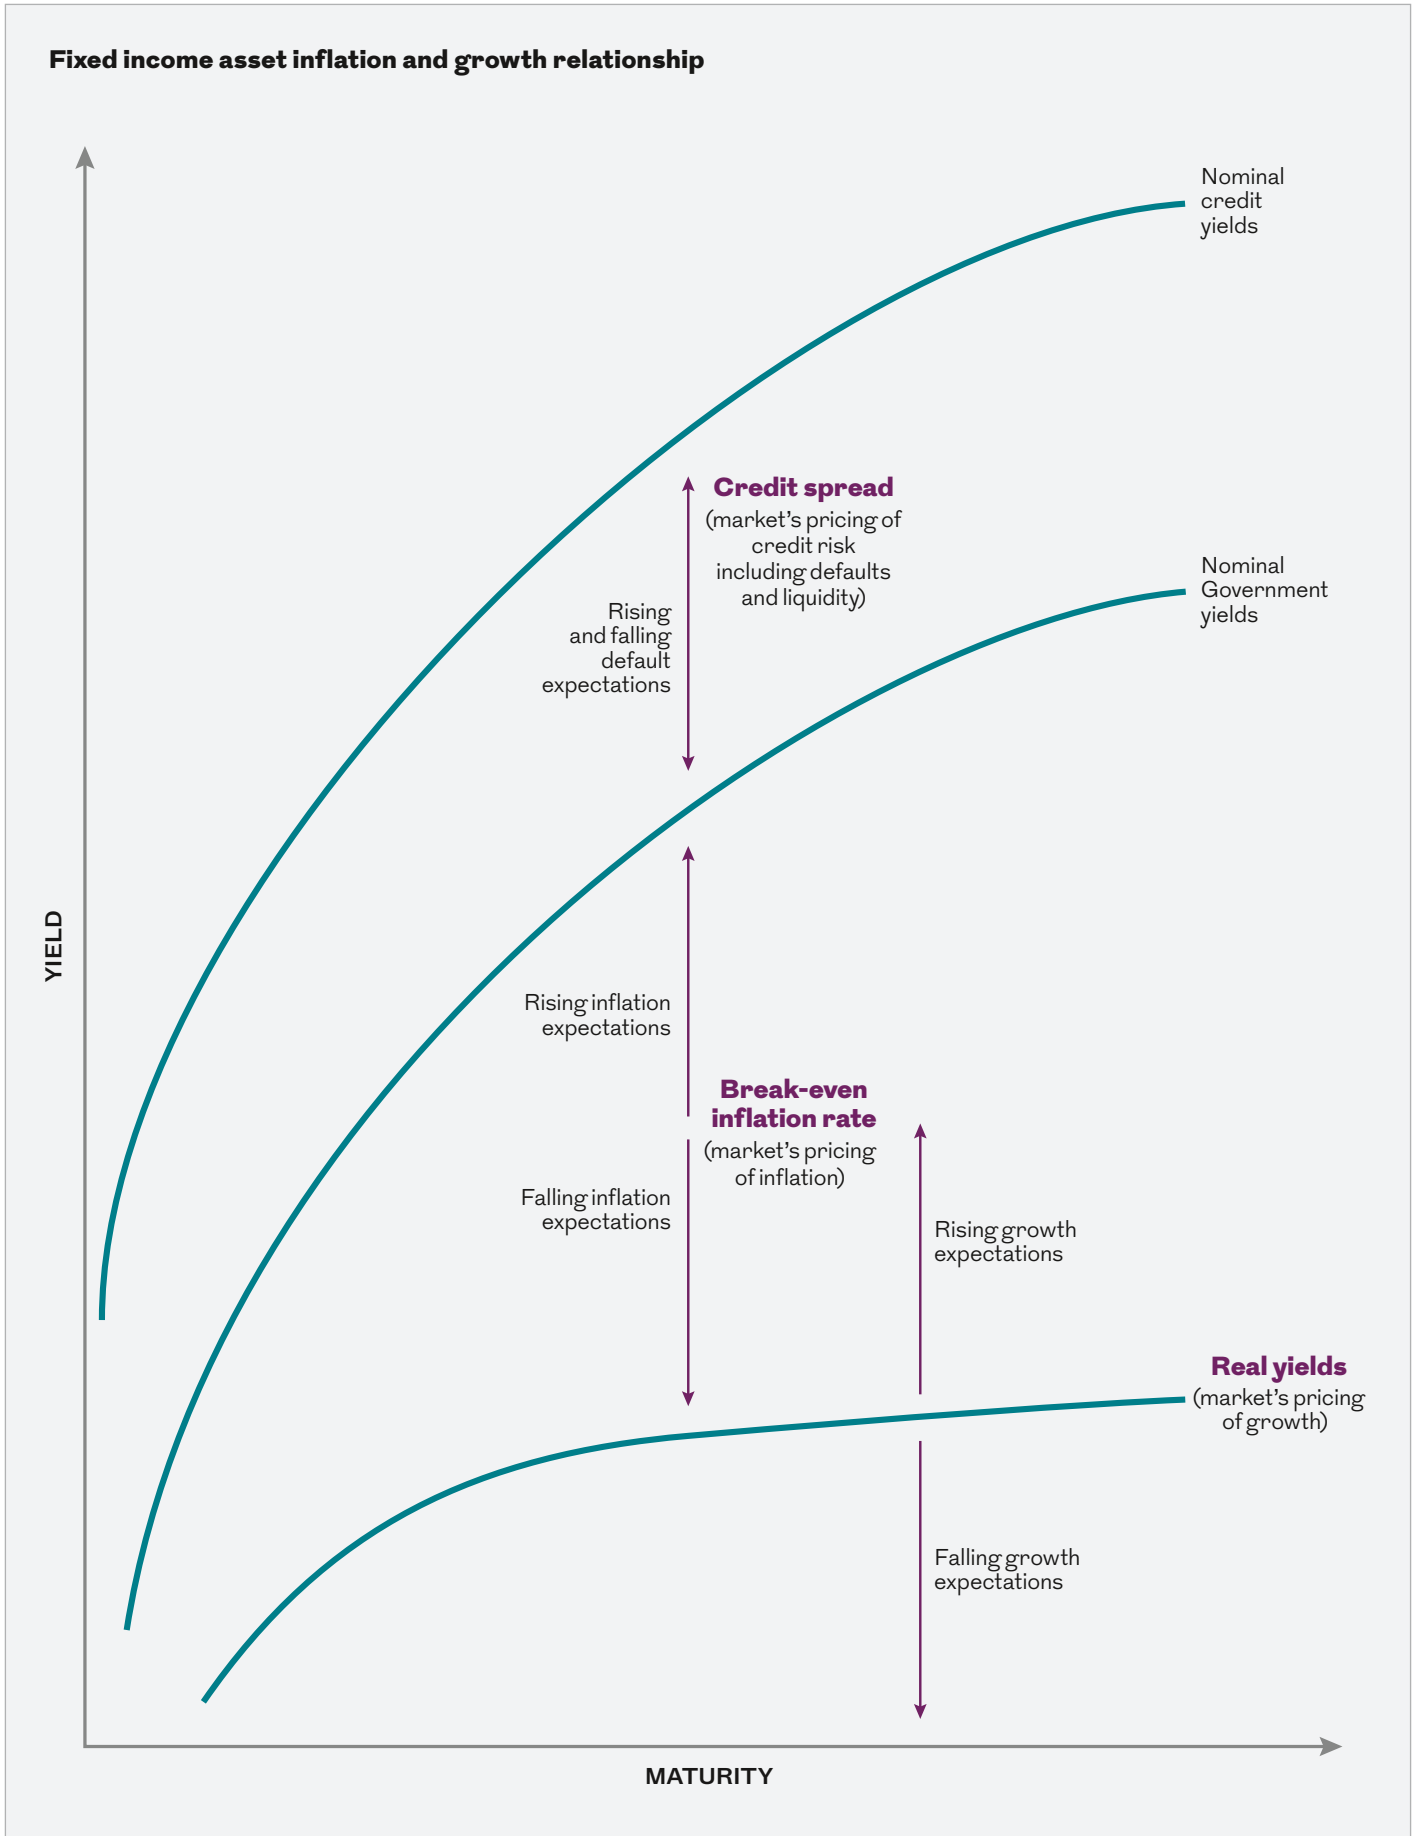 Fixed income asset inflation and growth relationship
Nominal
credit
yields
Credit spread
(market’s pricing of
credit risk
including defaults
and liquidity)
Rising
and falling
default
expectations
Nominal
Government
yields
YIELD
Rising inflation
expectations
Break-even
inflation rate
(market’s pricing
of inflation)
Falling inflation
expectations
Rising growth
expectations
Real yields
(market’s pricing
of growth)
Falling growth
expectations
MATURITY